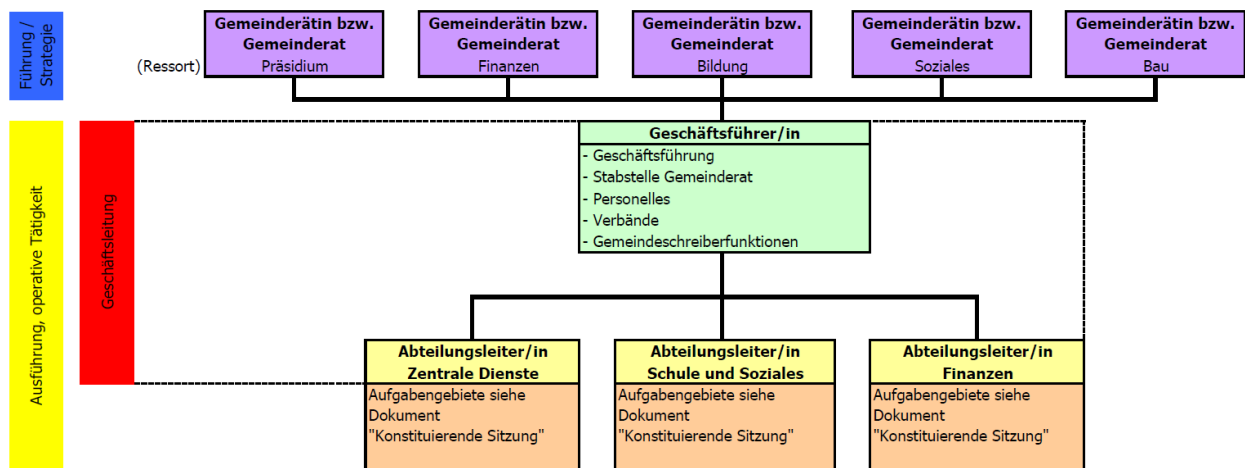 Führung /
Strategie
(Ressort)
Gemeinderätin bzw.
Gemeinderat
Präsidium
Gemeinderätin bzw.
Gemeinderat
Finanzen
Gemeinderätin bzw.
Gemeinderat
Bildung
Gemeinderätin bzw.
Gemeinderat
Soziales
Gemeinderätin bzw.
Gemeinderat
Bau
Ausführung, operative Tätigkeit
Geschäftsleitung
Geschäftsführer/in
- Geschäftsführung
- Stabstelle Gemeinderat
- Personelles
- Verbände
- Gemeindeschreiberfunktionen
Abteilungsleiter/in
Zentrale Dienste
Aufgabengebiete siehe
Dokument
"Konstituierende Sitzung"
Abteilungsleiter/in
Schule und Soziales
Aufgabengebiete siehe
Dokument
"Konstituierende Sitzung"
Abteilungsleiter/in
Finanzen
Aufgabengebiete siehe
Dokument
"Konstituierende Sitzung"